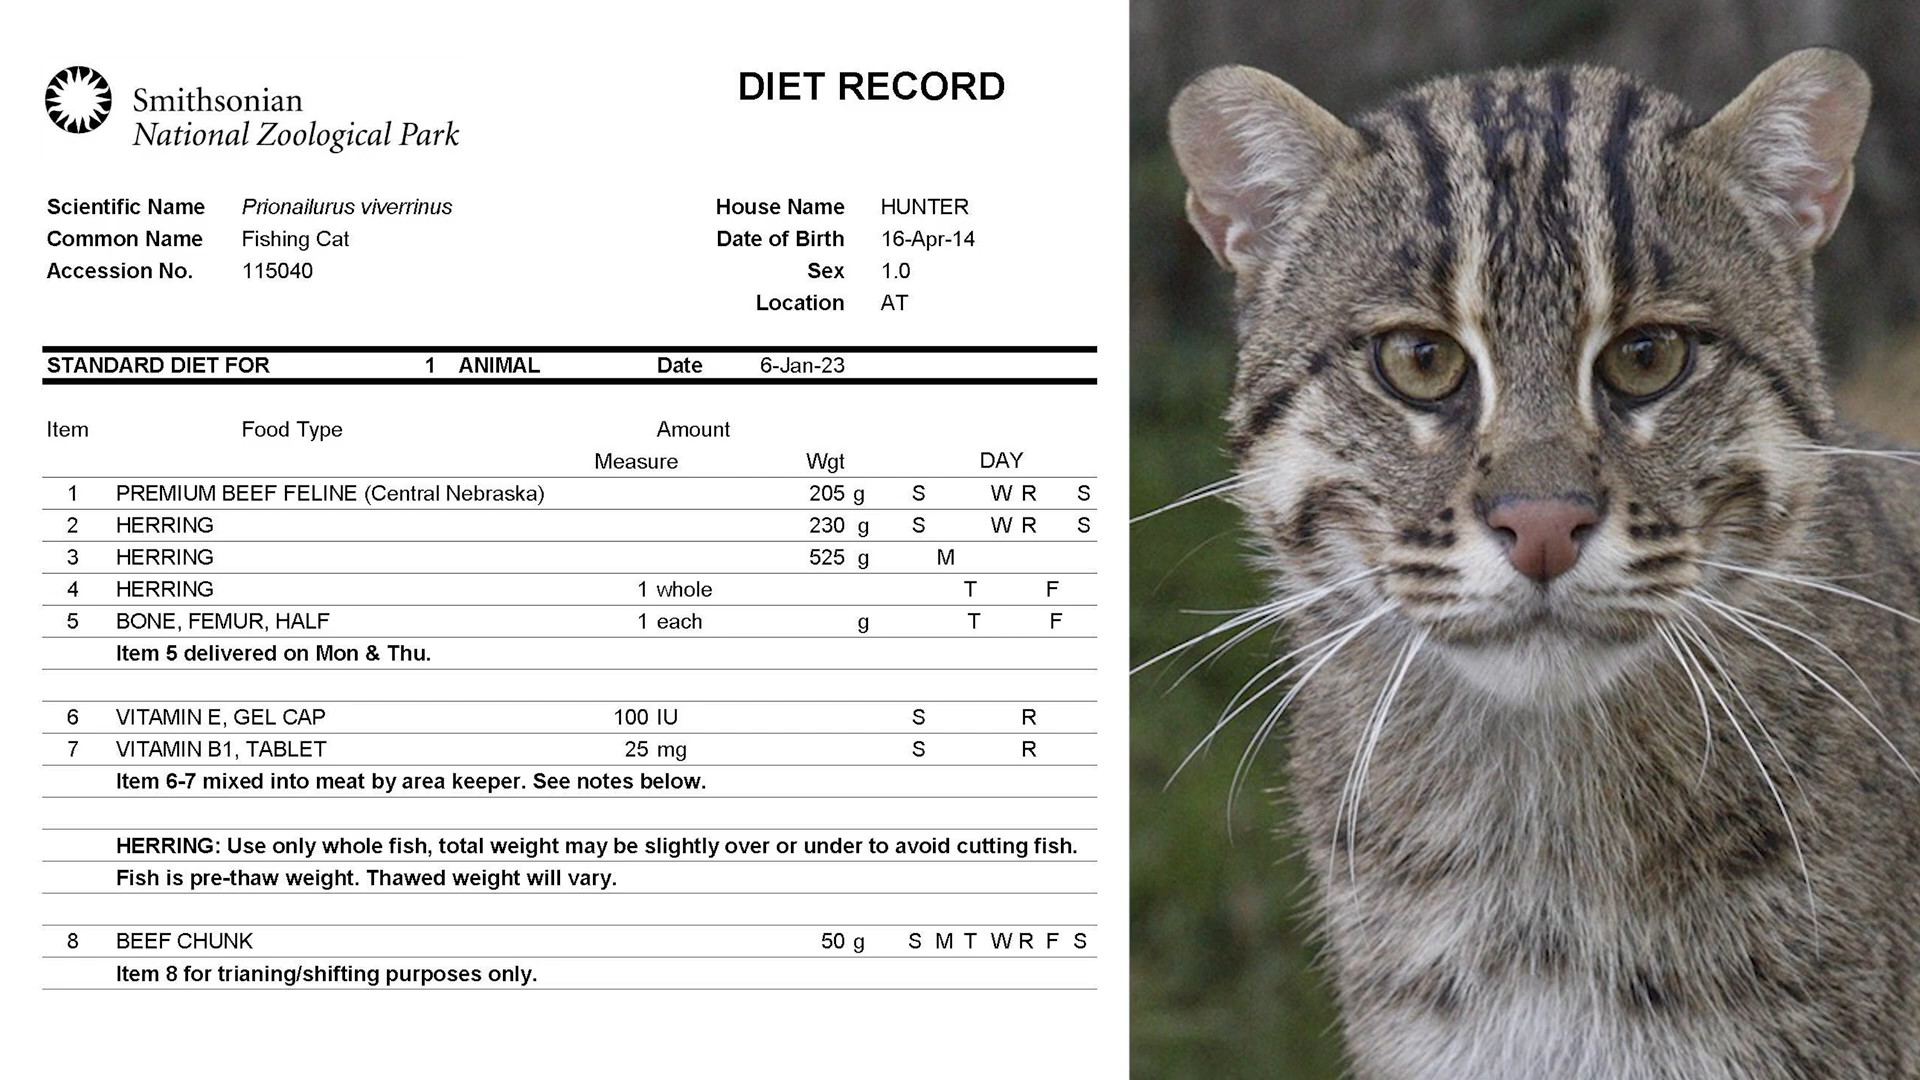 Smithsonian
National Zoological Park
DIET RECORD
Scientific Name Prionailurus viverrinus House Name HUNTER
Common Name Fishing Cat Date of Birth 16-Apr-14
Accession No. 115040 Sex 1.0
Location AT
STANDARD DIET FOR 1 ANIMAL Date 6-Jan-23
Item Food Type Amount
Measure Wgt DAY
1 PREMIUM BEEF FELINE (Central Nebraska) 205 g S W R S
2 HERRING 230 g S W R S
3 HERRING 525 g M
4 HERRING 1 whole T F
5 BONE, FEMUR, HALF 1 each g T F
Item 5 delivered on Mon & Thu.
6 VITAMIN E, GEL CAP 100 IU S R
7 VITAMIN B1, TABLET 25 mg S R
Item 6-7 mixed into meat by area keeper. See notes below.
HERRING: Use only whole fish, total weight may be slightly over or under to avoid cutting fish.
Fish is pre-thaw weight. Thawed weight will vary.
8 BEEF CHUNK 50 g S M T W R F S
Item 8 for trianing/shifting purposes only.